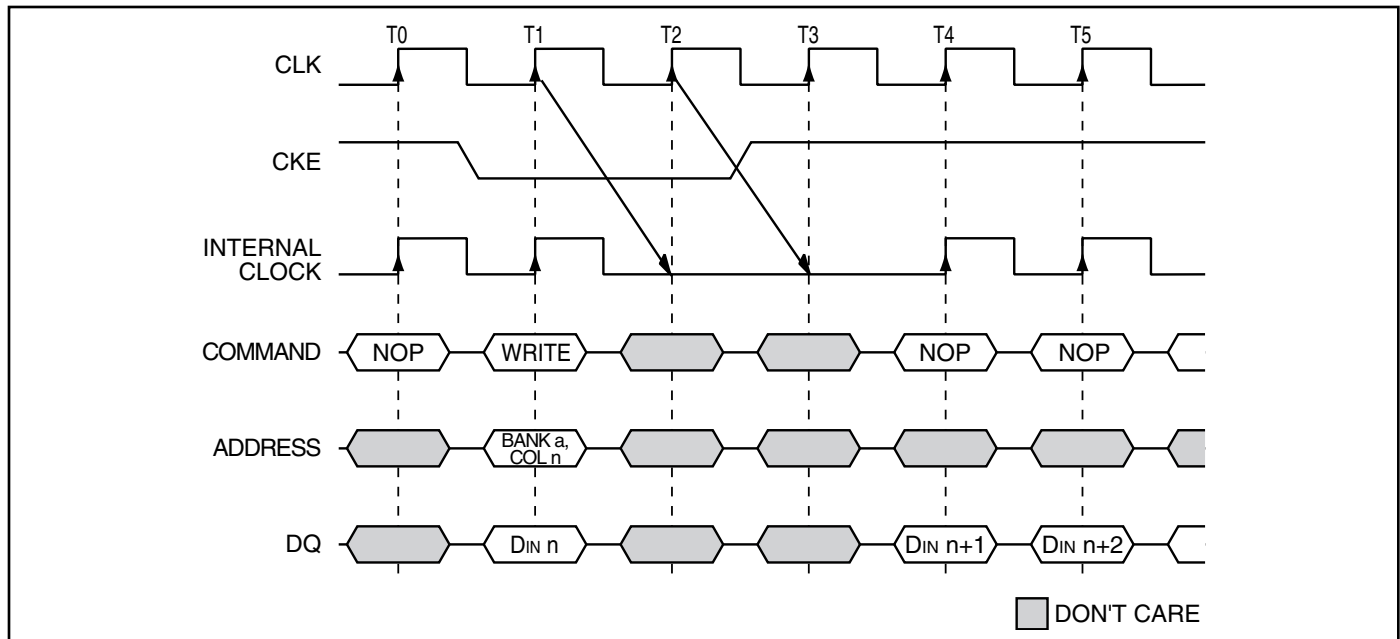 T0 T1 T2 T3 T4 T5
CLK
CKE
INTERNAL
CLOCK
COMMAND NOP WRITE NOP NOP
ADDRESS BANK a,
COL n
DQ DIN n DIN n+1 DIN n+2
DON'T CARE